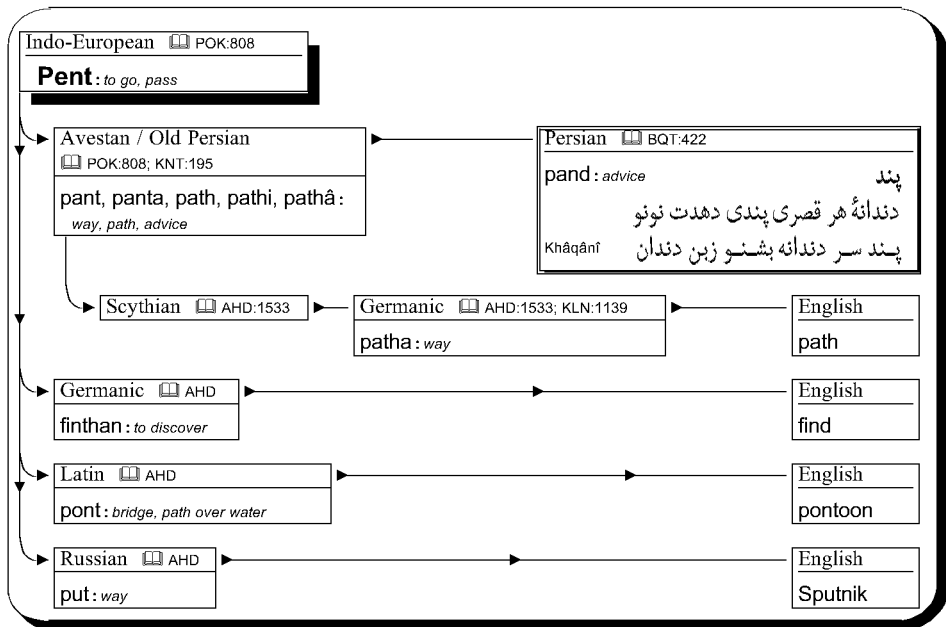 Indo-European POK:808
Pent: to go, pass
Avestan / Old Persian
POK:808; KNT:195
pant, panta, path, pathi, pathâ:
way, path, advice
Persian BQT:422
pand: advice پند
دندانهٔ هر قصری پندی دهدت نونو
Khâqânî پند سر دندانه بشنو زبن دندان
Scythian AHD:1533
Germanic AHD:1533; KLN:1139
patha: way
English
path
Germanic AHD
finthan: to discover
English
find
Latin AHD
pont: bridge, path over water
English
pontoon
Russian AHD
put: way
English
Sputnik